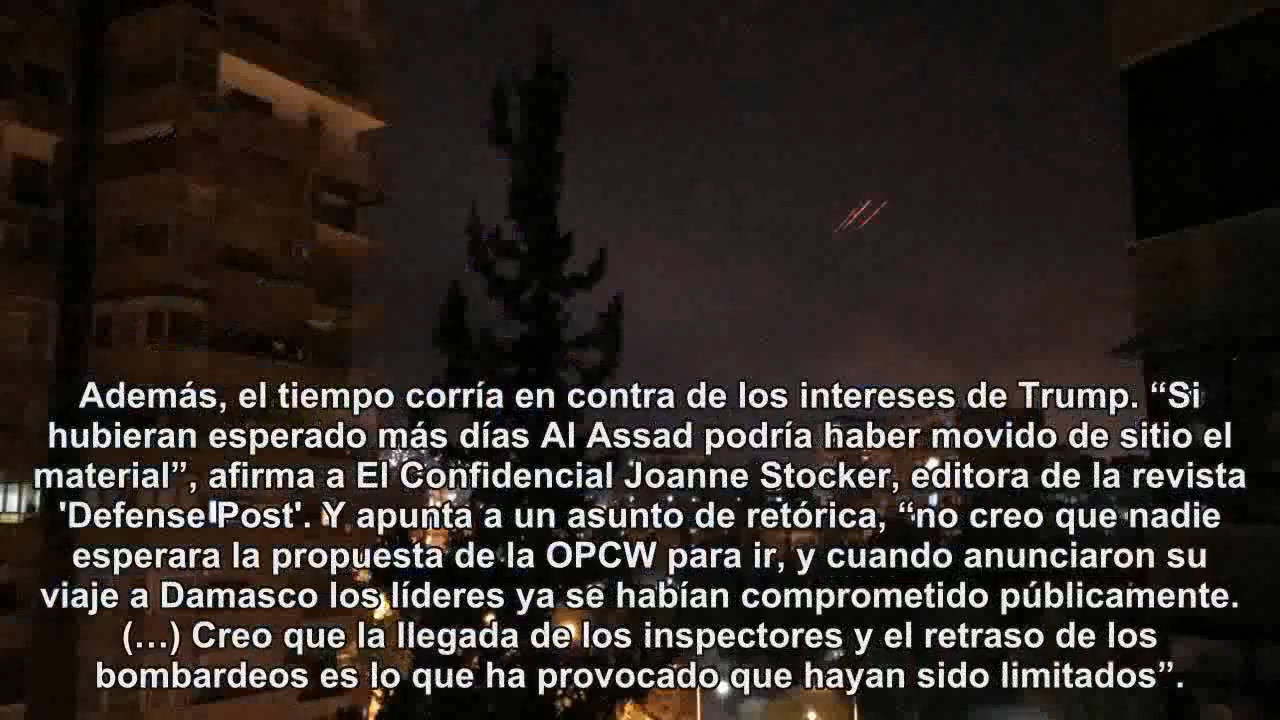 Además, el tiempo corría en contra de los intereses de Trump. “Si
hubieran esperado más días Al Assad podría haber movido de sitio el
material”, afirma a El Confidencial Joanne Stocker, editora de la revista
'Defense Post'. Y apunta a un asunto de retórica, “no creo que nadie
esperara la propuesta de la OPCW para ir, y cuando anunciaron su
viaje a Damasco los líderes ya se habían comprometido públicamente.
(…) Creo que la llegada de los inspectores y el retraso de los
bombardeos es lo que ha provocado que hayan sido limitados”.